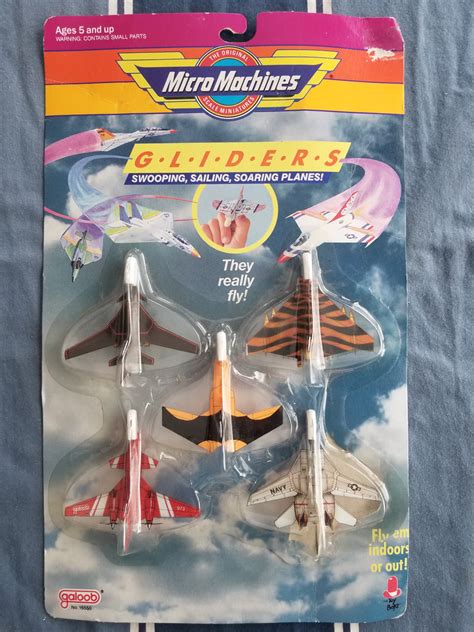 Ages 5 and up
WARNING: CONTAINS SMALL PARTS
THE ORIGINAL
Micro Machines
SCALE MINIATURES
G·L·I·D·E·R·S
SWOOPING, SAILING, SOARING PLANES!
They
really
fly!
NAVY
Fly em
indoors
or out!
galoob